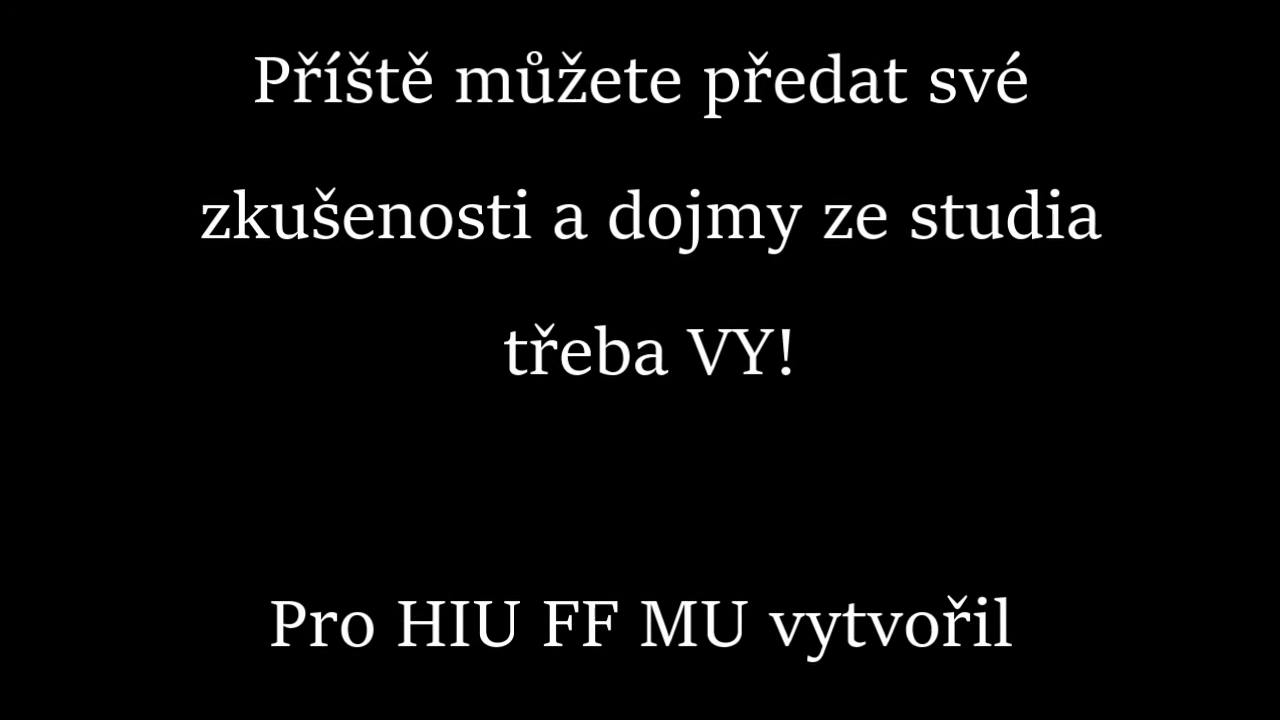 Příště můžete předat své
zkušenosti a dojmy ze studia
třeba VY!
Pro HIU FF MU vytvořil